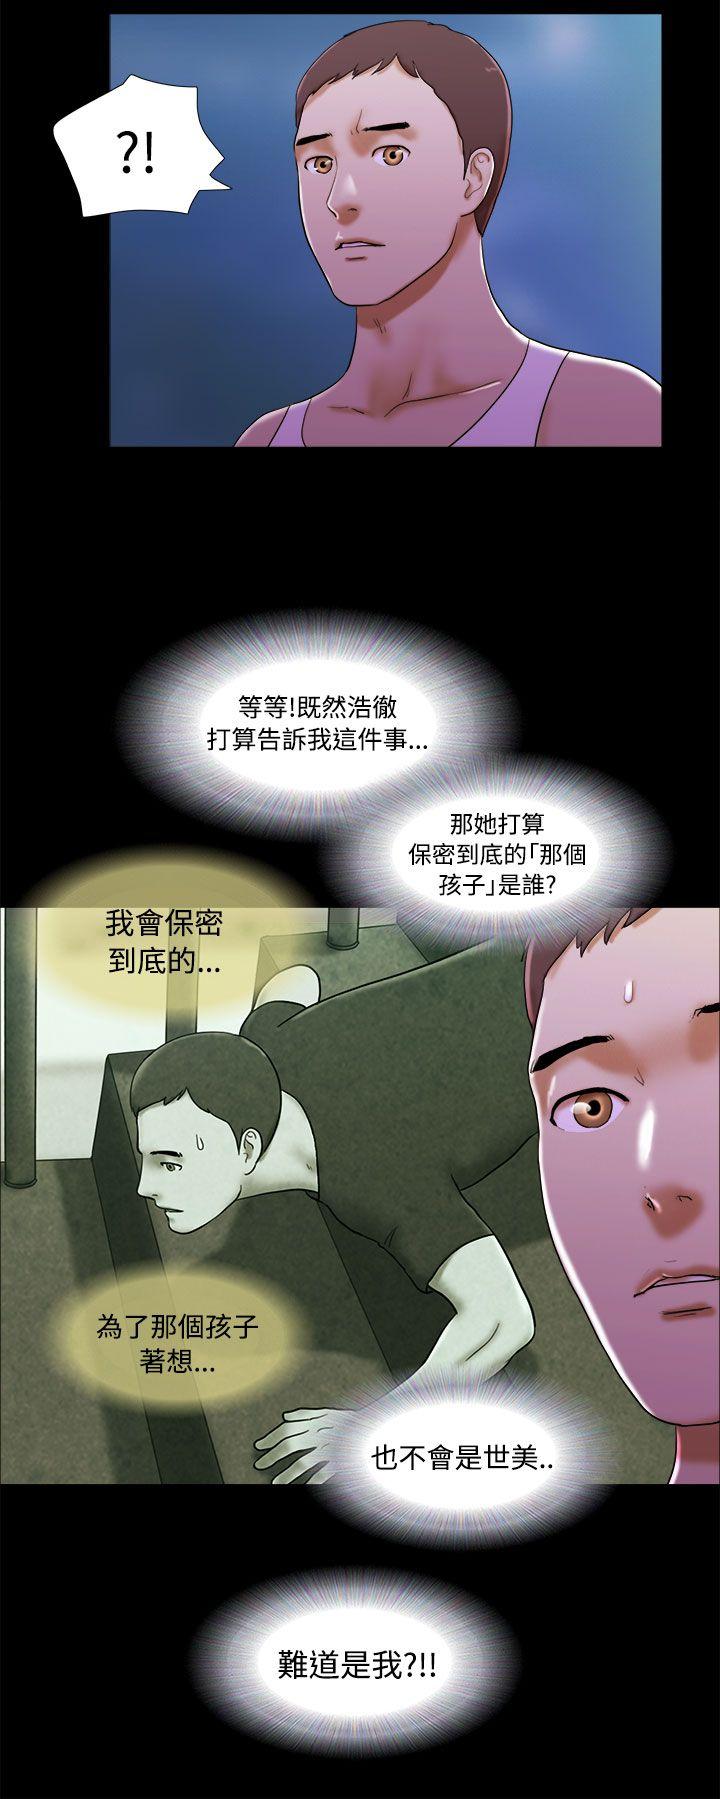 ?!
等等!既然浩徹
打算告訴我這件事...
那她打算
保密到底的「那個
孩子」是誰?
我會保密
到底的...
為了那個孩子
著想...
也不會是世美..
難道是我?!!